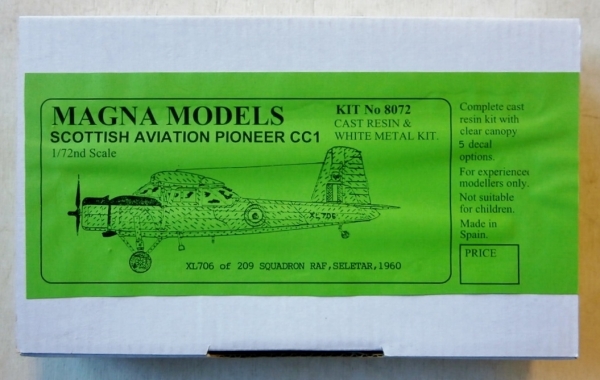 MAGNA MODELS
SCOTTISH AVIATION PIONEER CC1
1/72nd Scale
KIT No 8072
CAST RESIN &
WHITE METAL KIT.
XL706
XL706 of 209 SQUADRON RAF,SELETAR,1960
Complete cast
resin kit with
clear canopy
5 decal
options.
For experienced
modellers only.
Not suitable
for children.
Made in
Spain.
PRICE